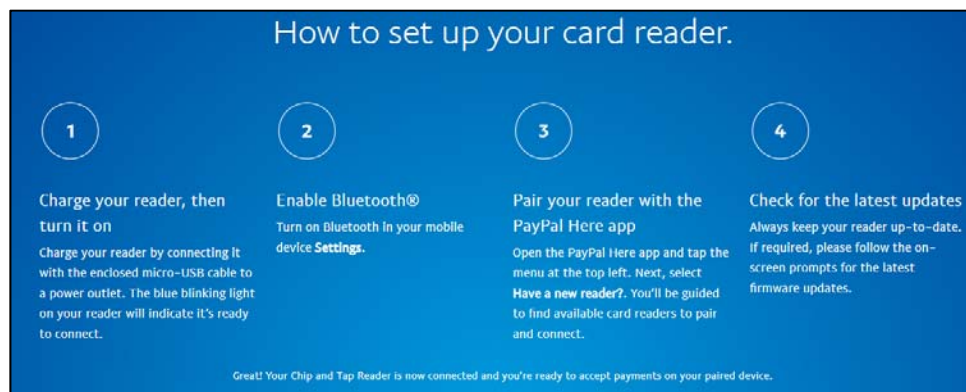 How to set up your card reader.
1
Charge your reader, then
turn it on
Charge your reader by connecting it
with the enclosed micro-USB cable to
a power outlet. The blue blinking light
on your reader will indicate it's ready
to connect.
2
Enable Bluetooth®
Turn on Bluetooth in your mobile
device Settings.
3
Pair your reader with the
PayPal Here app
Open the PayPal Here app and tap the
menu at the top left. Next, select
Have a new reader?. You'll be guided
to find available card readers to pair
and connect.
4
Check for the latest updates
Always keep your reader up-to-date.
If required, please follow the on-
screen prompts for the latest
firmware updates.
Great! Your Chip and Tap Reader is now connected and you're ready to accept payments on your paired device.